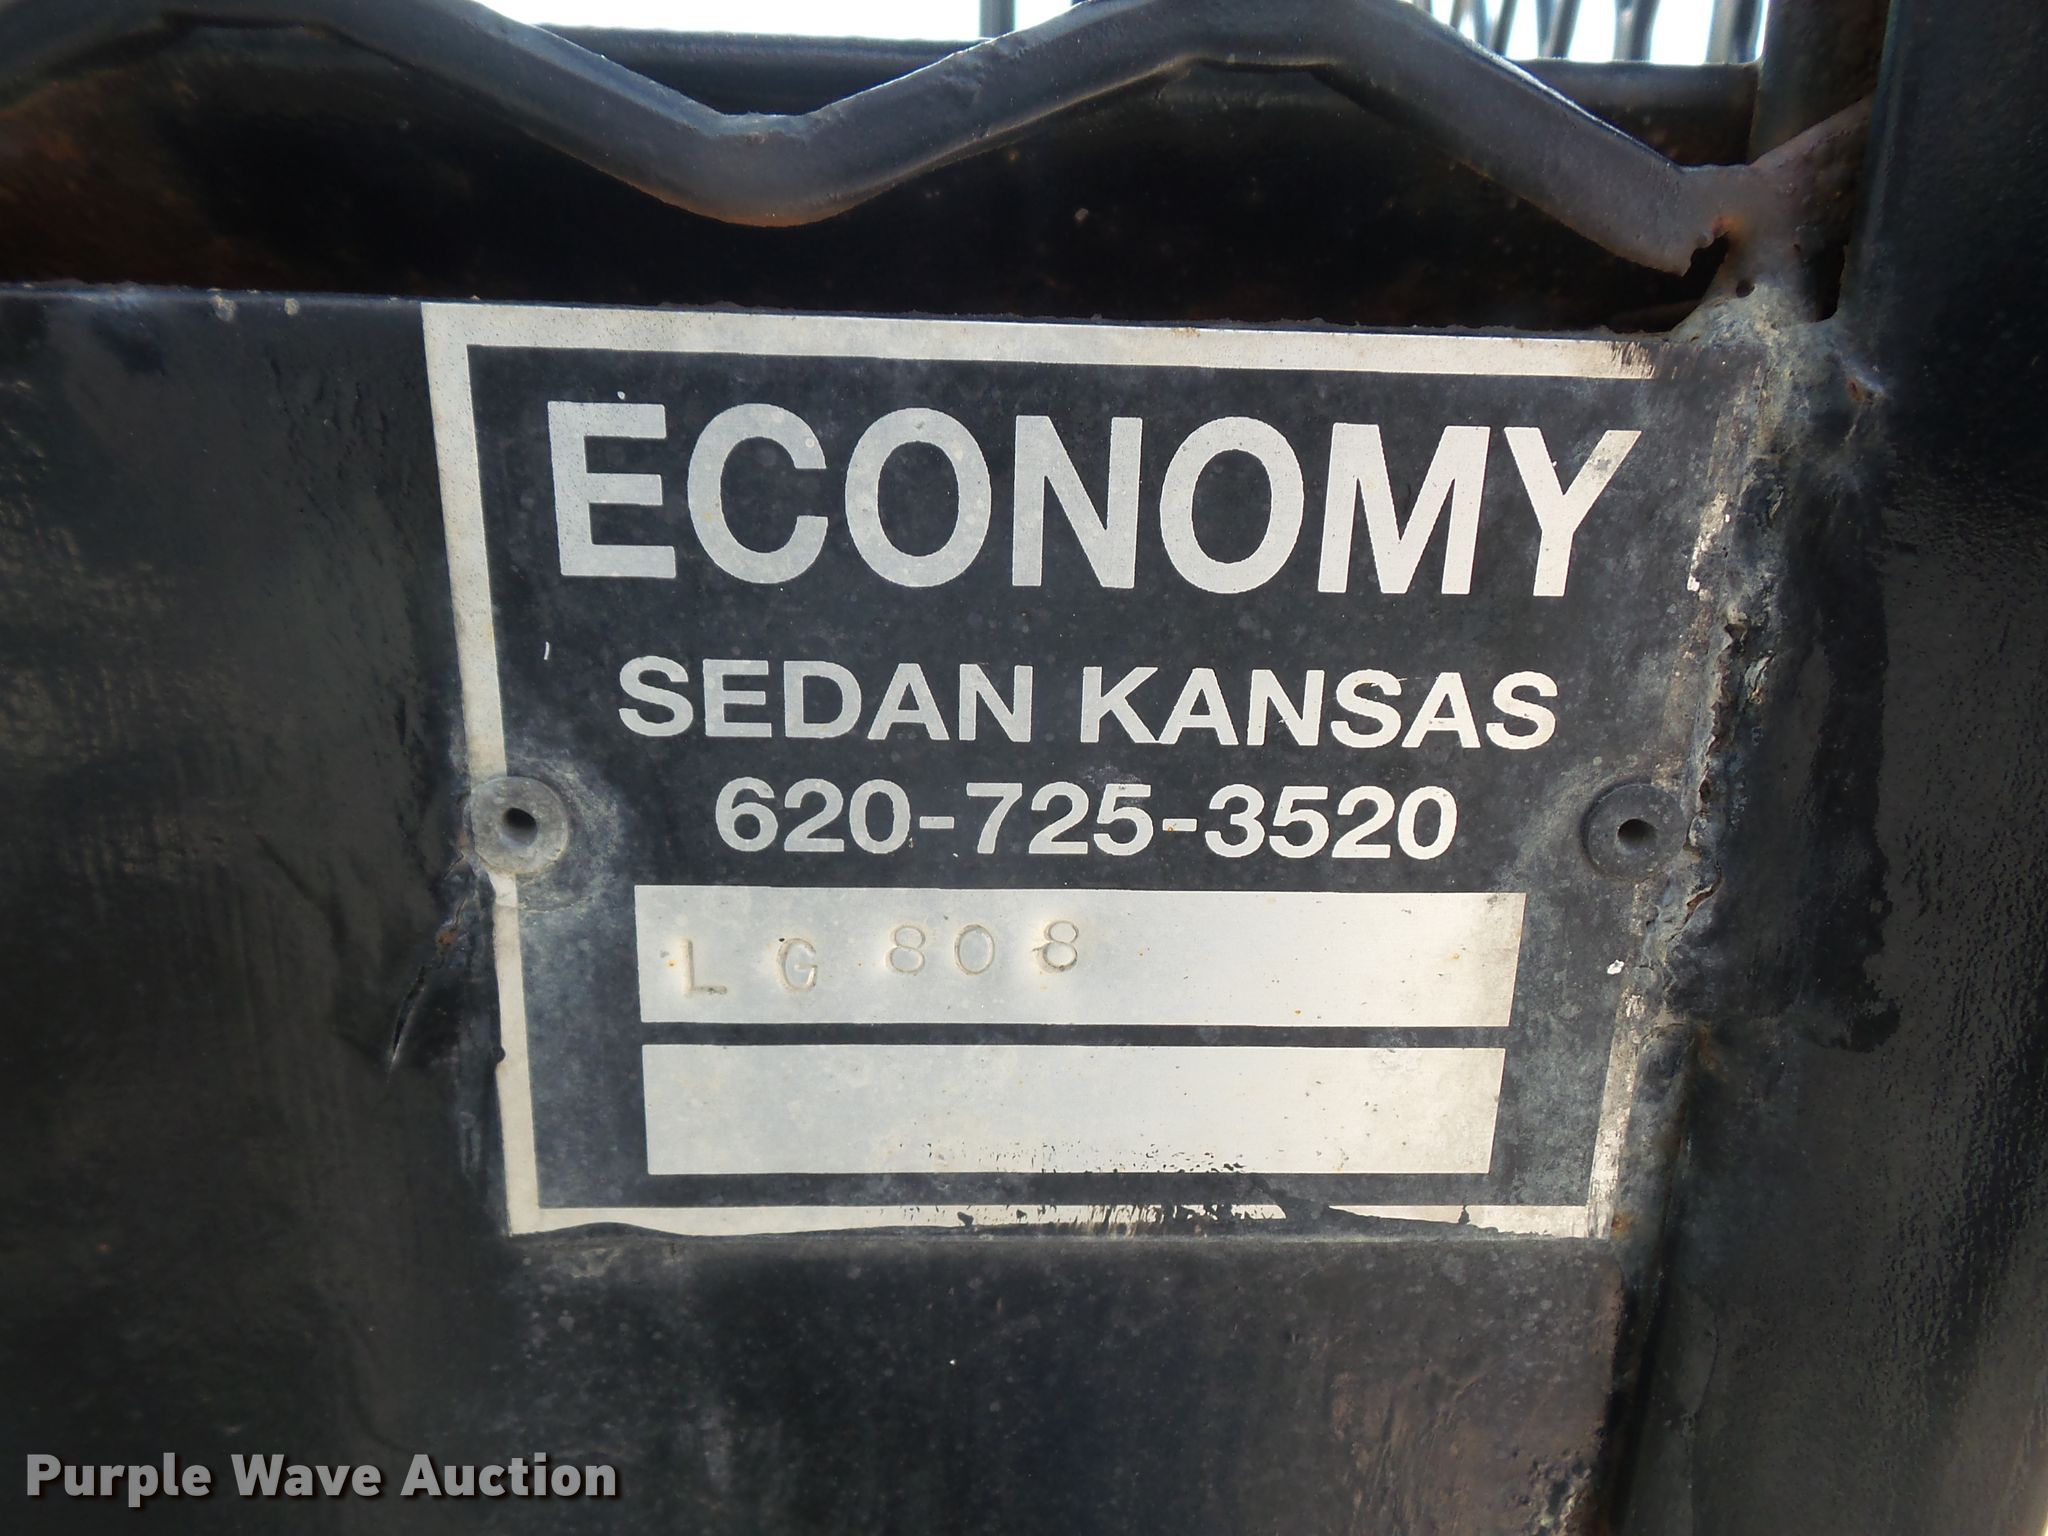 ECONOMY
SEDAN KANSAS
620-725-3520
LG 808
Purple Wave Auction